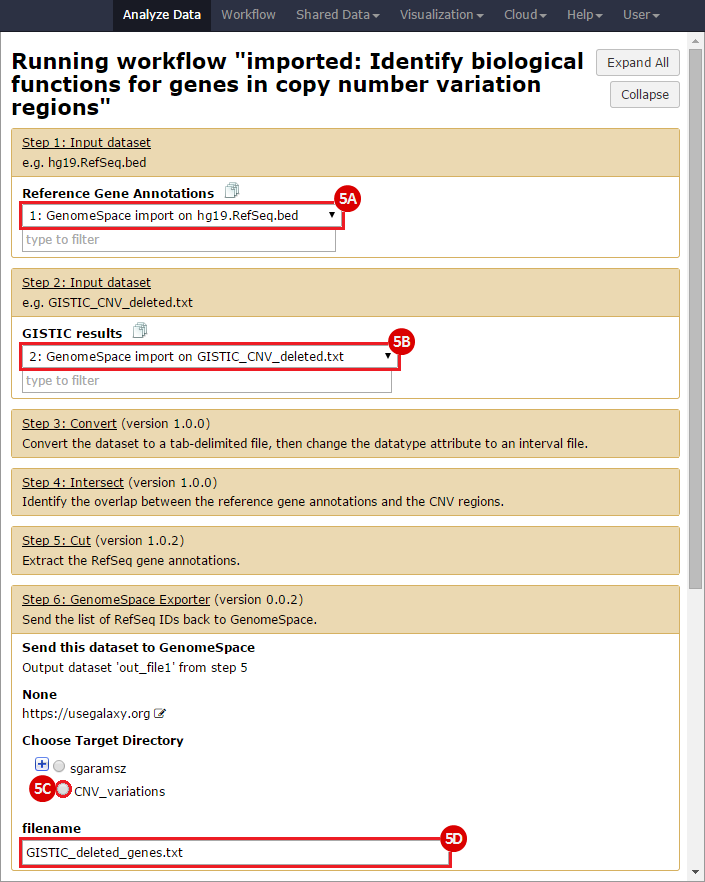 Analyze Data Workflow Shared Data Visualization Cloud Help User
Running workflow "imported: Identify biological
functions for genes in copy number variation
regions"
Expand All
Collapse
Step 1: Input dataset
e.g. hg19.RefSeq.bed
Reference Gene Annotations
5A
1: GenomeSpace import on hg19.RefSeq.bed
type to filter
Step 2: Input dataset
e.g. GISTIC_CNV_deleted.txt
GISTIC results
5B
2: GenomeSpace import on GISTIC_CNV_deleted.txt
type to filter
Step 3: Convert (version 1.0.0)
Convert the dataset to a tab-delimited file, then change the datatype attribute to an interval file.
Step 4: Intersect (version 1.0.0)
Identify the overlap between the reference gene annotations and the CNV regions.
Step 5: Cut (version 1.0.2)
Extract the RefSeq gene annotations.
Step 6: GenomeSpace Exporter (version 0.0.2)
Send the list of RefSeq IDs back to GenomeSpace.
Send this dataset to GenomeSpace
Output dataset 'out_file1' from step 5
None
https://usegalaxy.org
Choose Target Directory
sgaramsz
5C CNV_variations
filename
5D
GISTIC_deleted_genes.txt